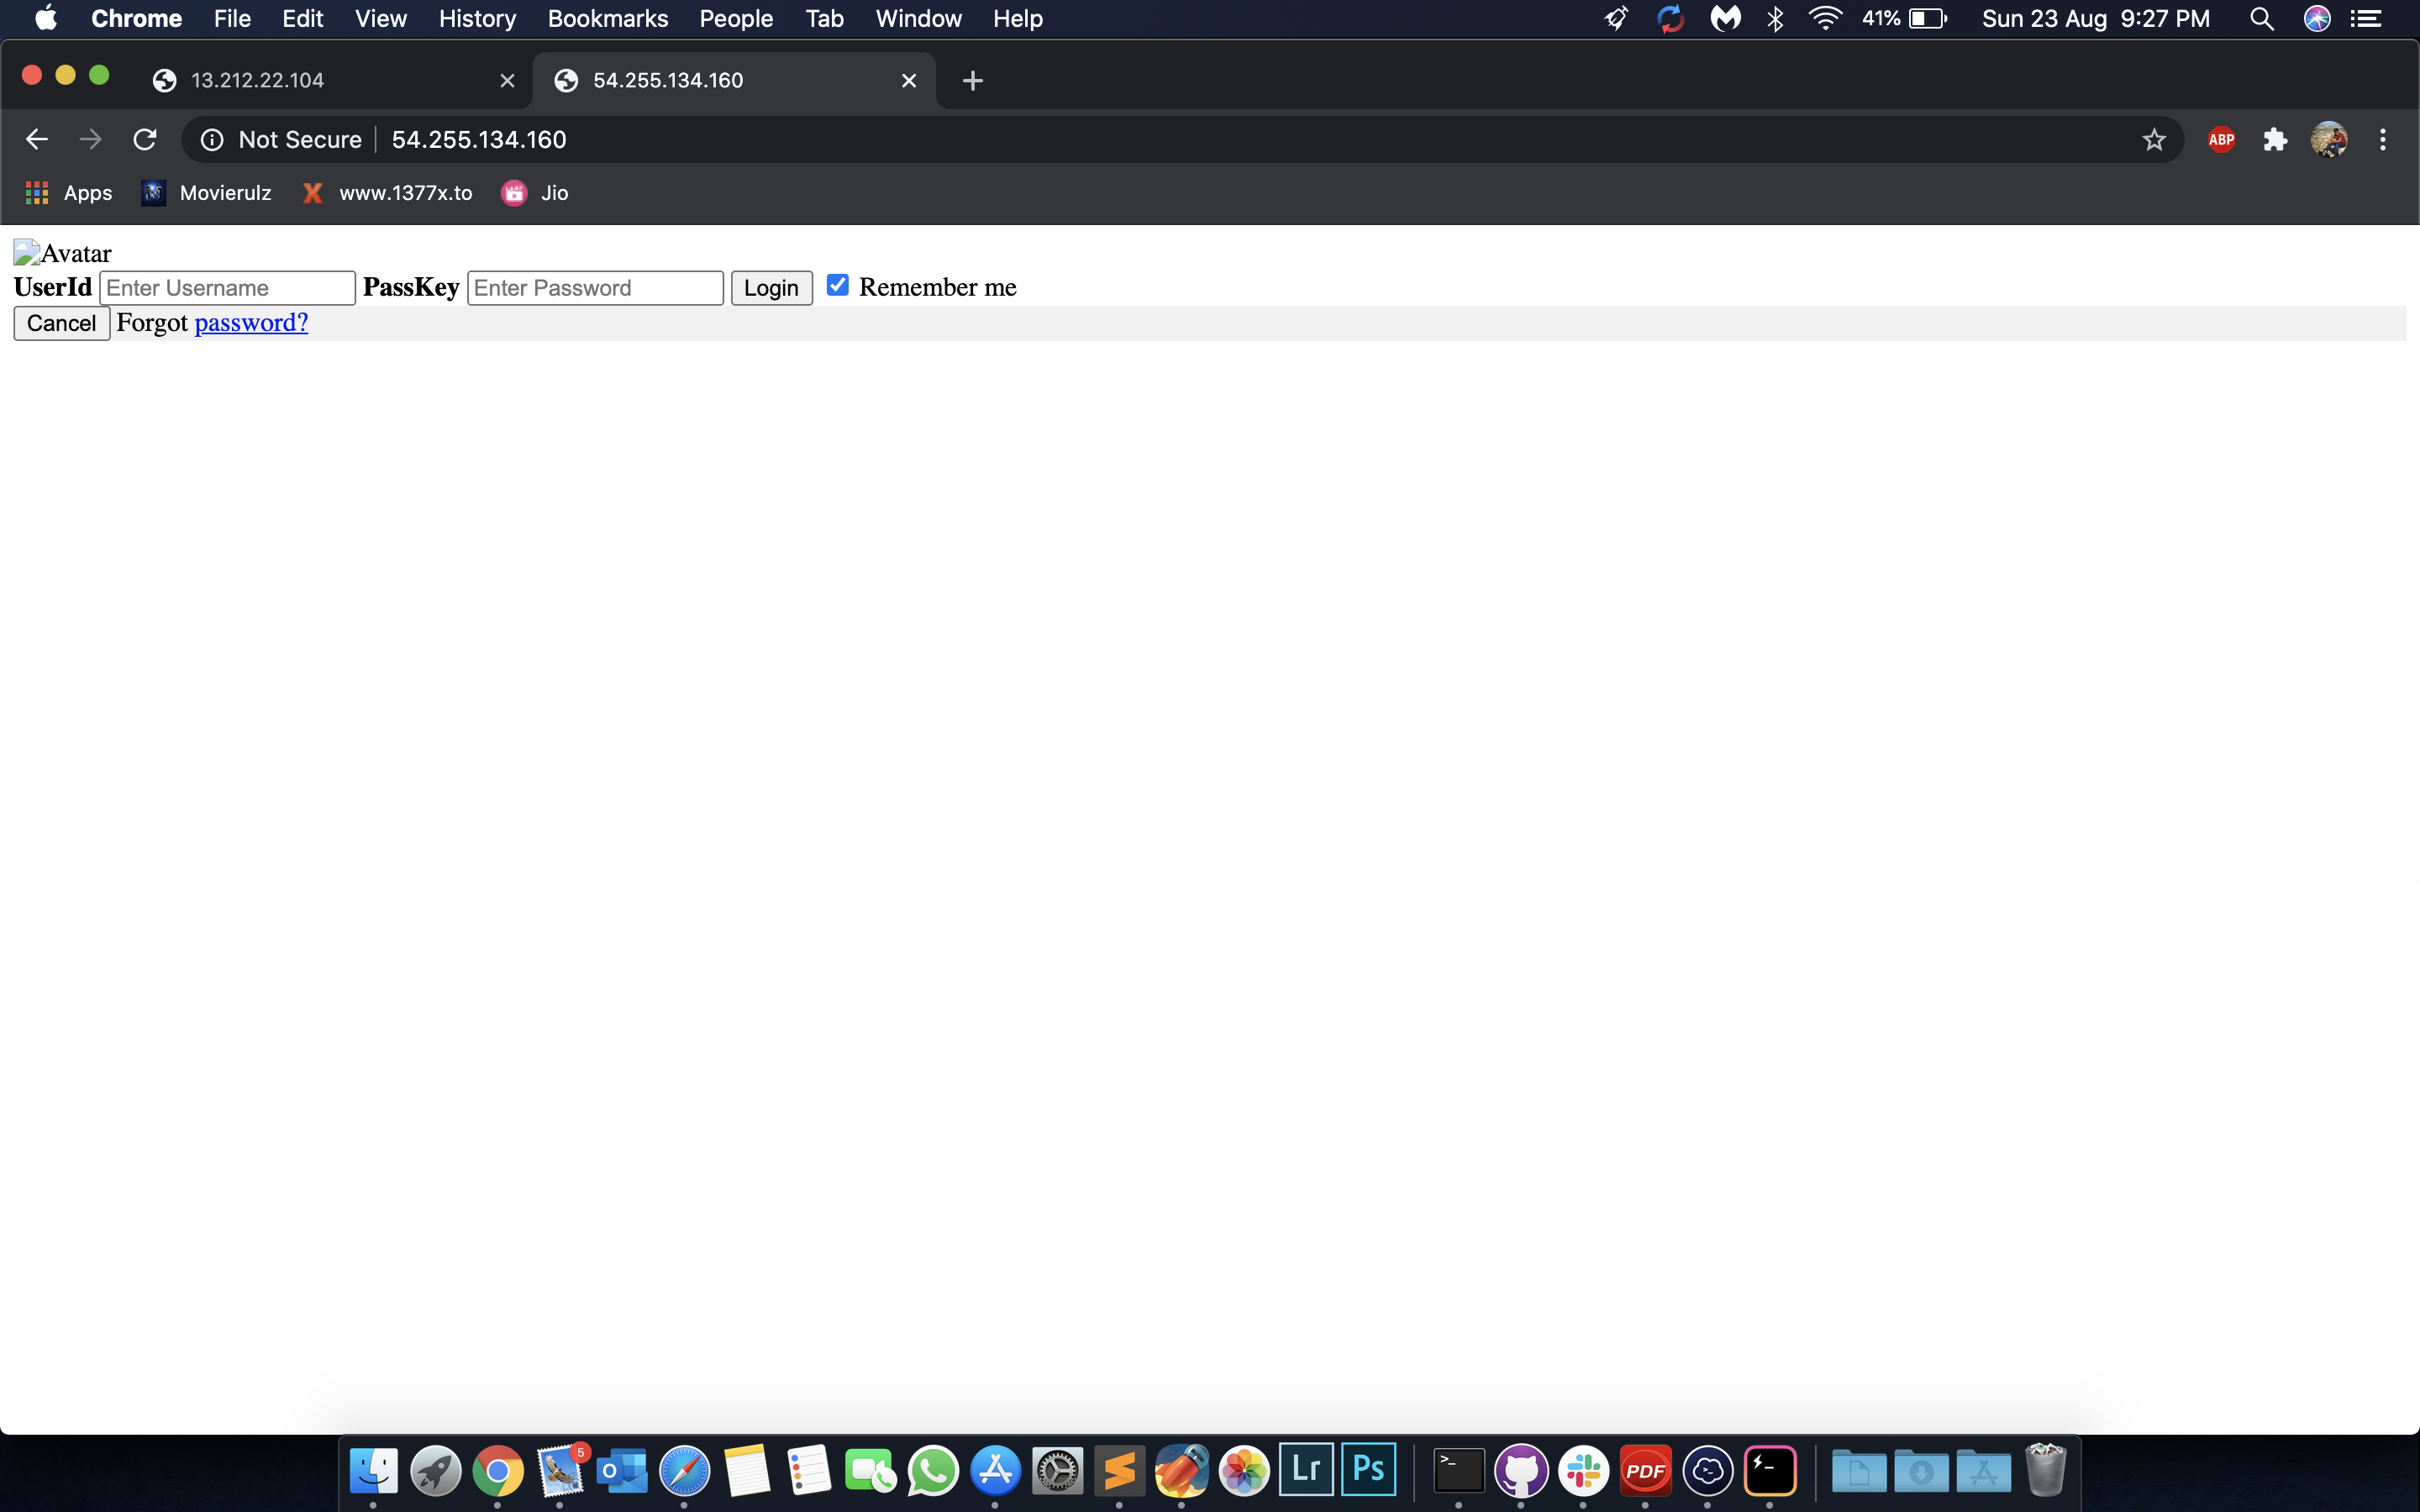 Chrome File Edit View History Bookmarks People Tab Window Help 41% Sun 23 Aug 9:27 PM
13.212.22.104 54.255.134.160
Not Secure 54.255.134.160 ABP
Apps Movierulz www.1377x.to Jio
Avatar
UserId Enter Username PassKey Enter Password Login Remember me
Cancel Forgot password?
5 Lr Ps PDF